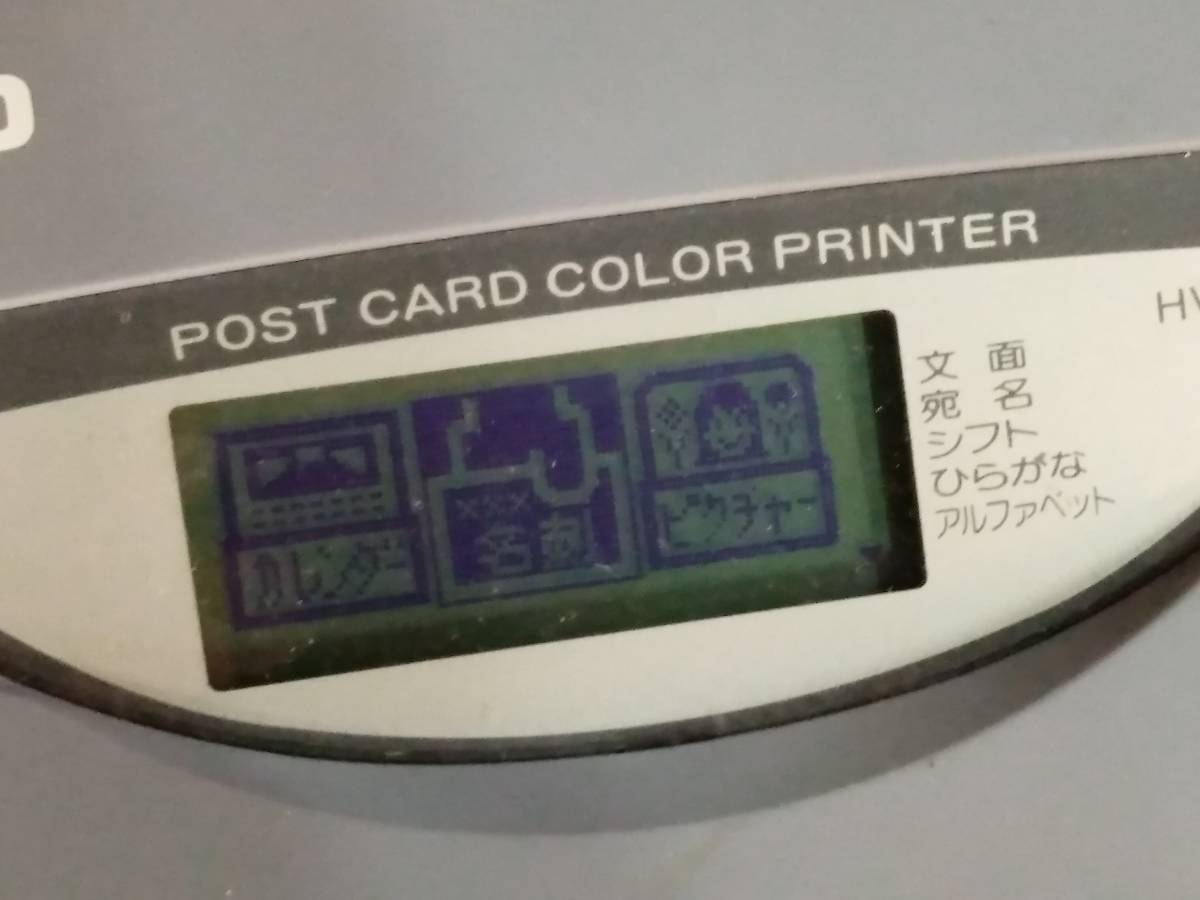 POST CARD COLOR PRINTER
HV
カレンダー
×××
名刺
ピクチャー
文面
宛名
シフト
ひらがな
アルファベット